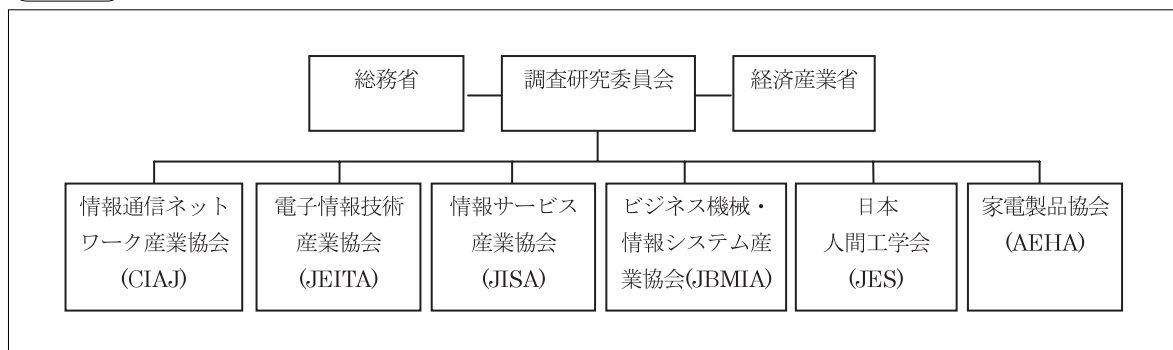 総務省
調査研究委員会
経済産業省
情報通信ネット
ワーク産業協会
(CIAJ)
電子情報技術
産業協会
(JEITA)
情報サービス
産業協会
(JISA)
ビジネス機械・
情報システム産
業協会(JBMIA)
日本
人間工学会
(JES)
家電製品協会
(AEHA)